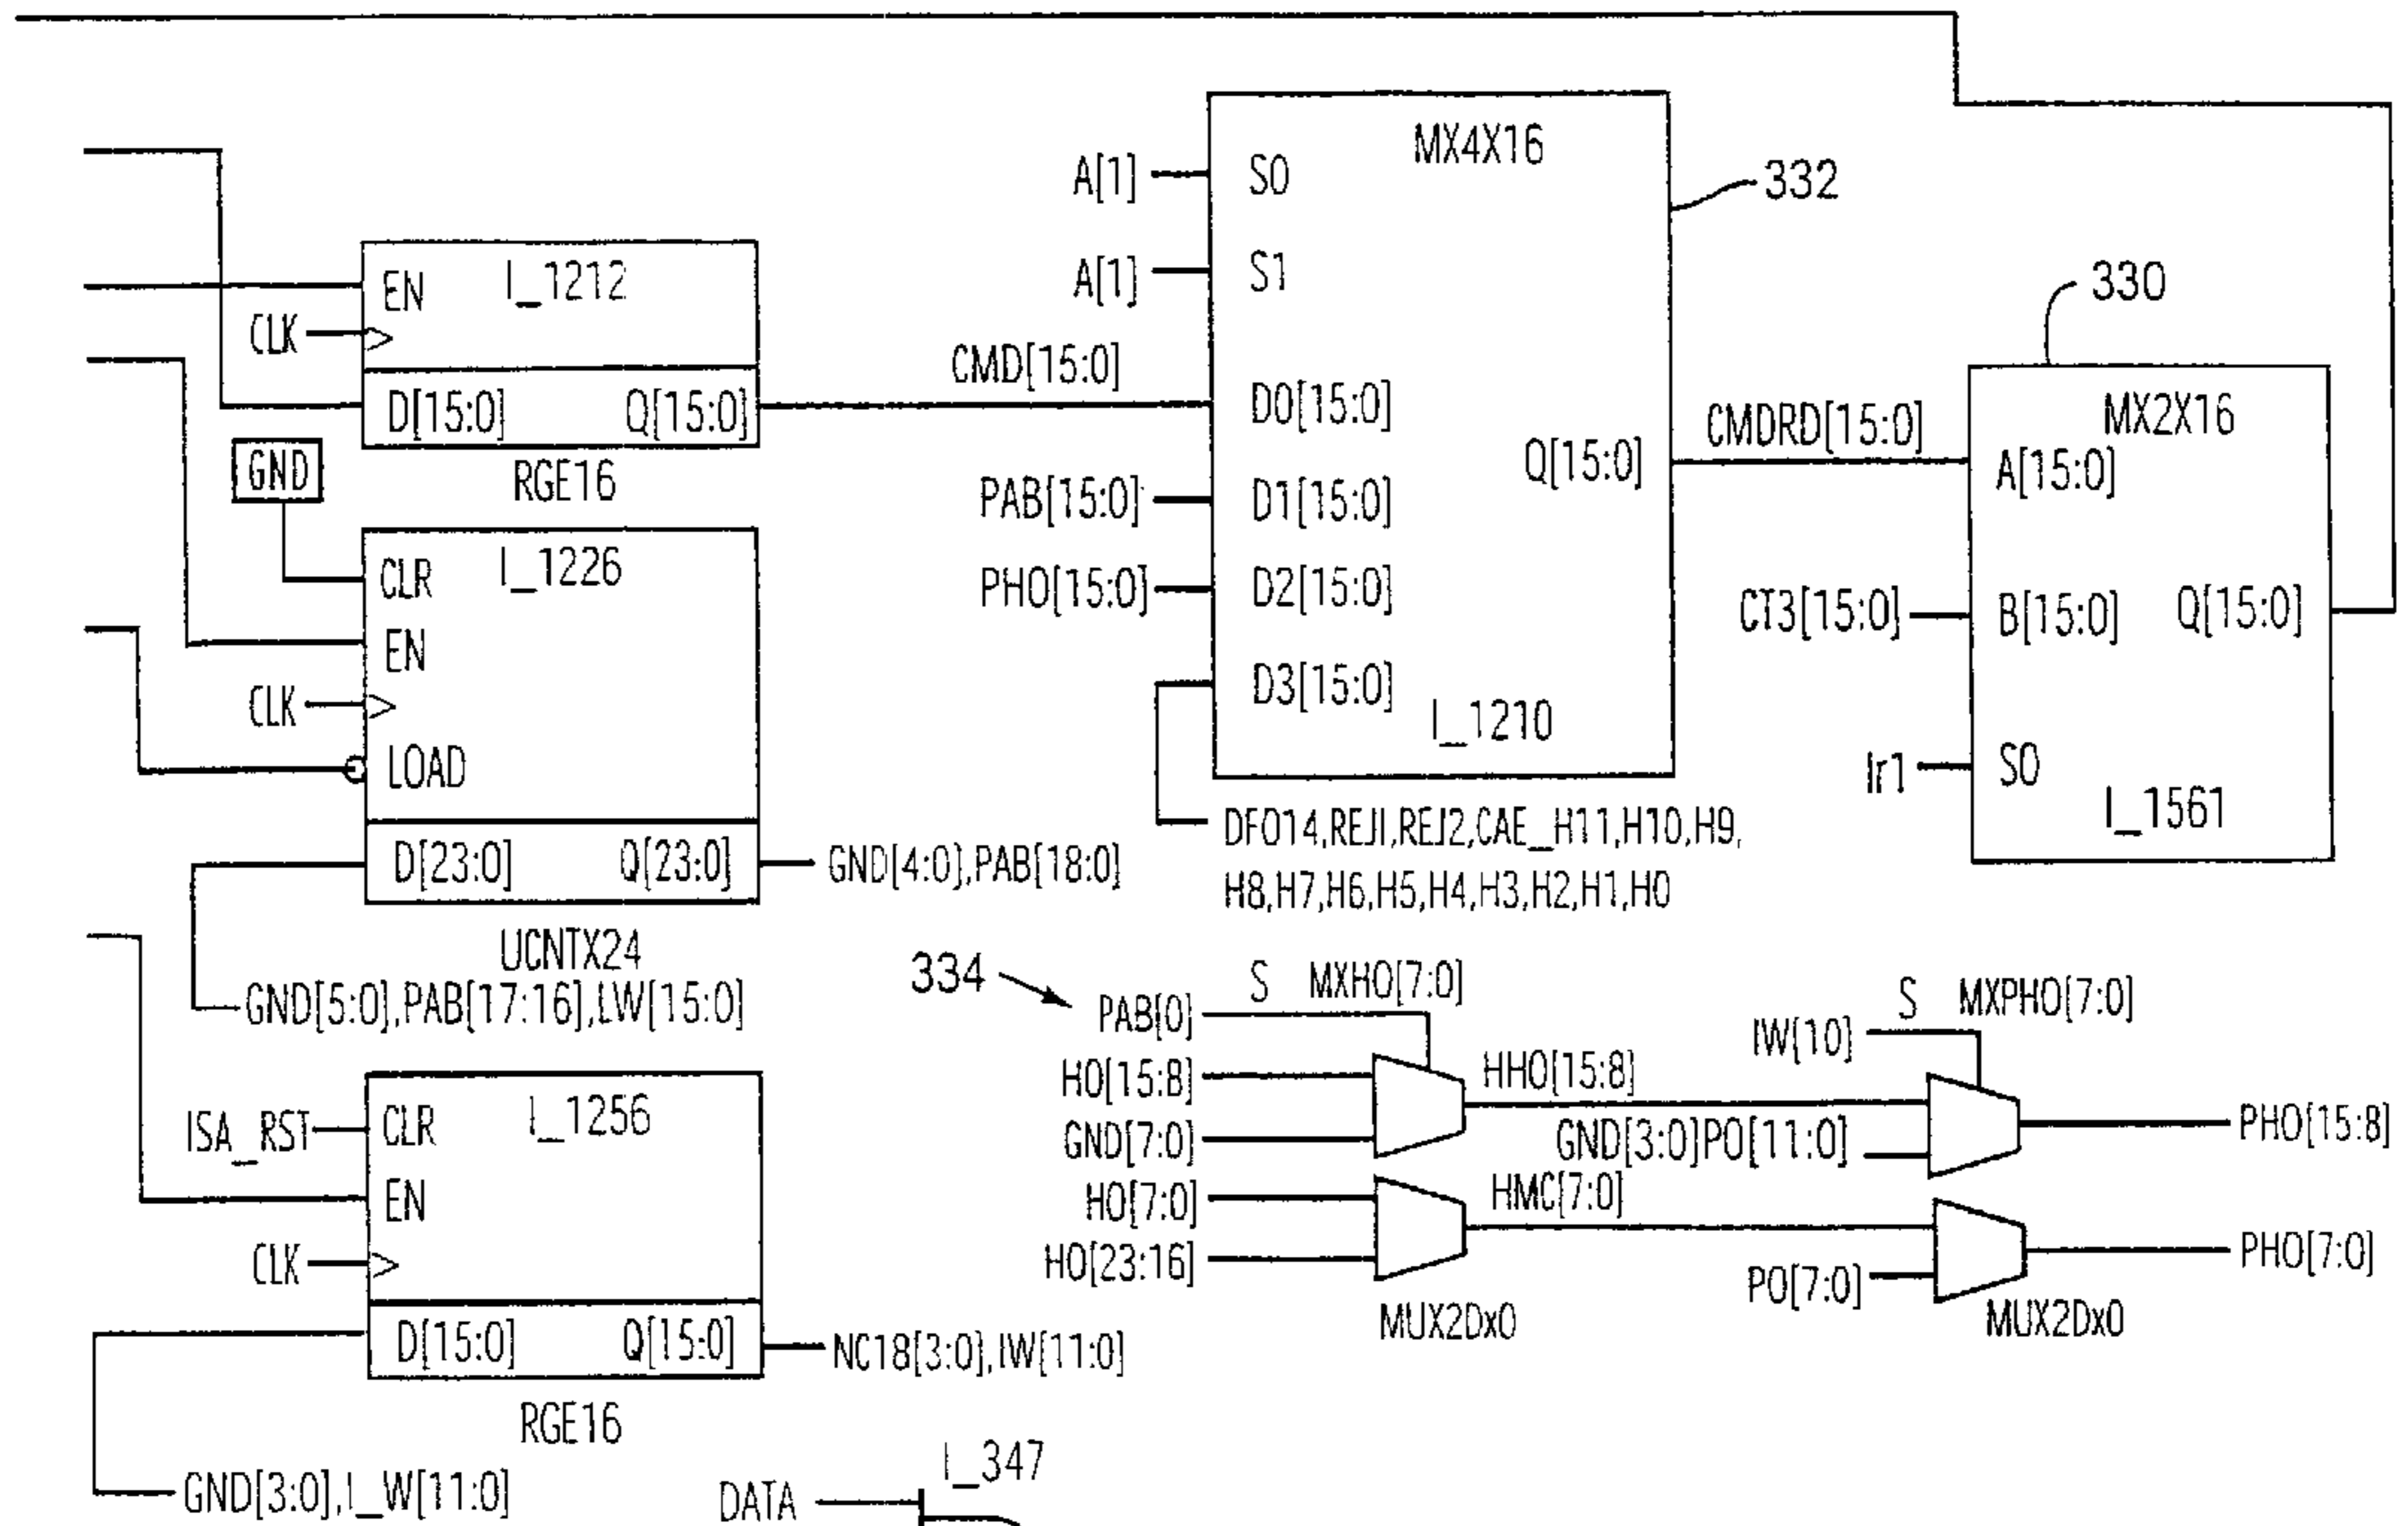 A[1]
S0
MX4X16
332
A[1]
S1
I_1212
EN
CLK
D[15:0]
Q[15:0]
RGE16
CMD[15:0]
D0[15:0]
PAB[15:0]
D1[15:0]
PHO[15:0]
D2[15:0]
D3[15:0]
Q[15:0]
I_1210
DFO14,REJI,REJ2,CAE_H11,H10,H9,
H8,H7,H6,H5,H4,H3,H2,H1,H0
CMDRD[15:0]
330
MX2X16
A[15:0]
CT3[15:0]
B[15:0]
Q[15:0]
Ir1
S0
I_1561
GND
I_1226
CLR
EN
CLK
LOAD
D[23:0]
Q[23:0]
GND[4:0],PAB[18:0]
UCNTX24
GND[5:0],PAB[17:16],LW[15:0]
I_1256
ISA_RST
CLR
EN
CLK
D[15:0]
Q[15:0]
NC18[3:0],IW[11:0]
RGE16
GND[3:0],I_W[11:0]
334
PAB[0]
S
MXHO[7:0]
HO[15:8]
GND[7:0]
HHO[15:8]
HO[7:0]
HO[23:16]
HMC[7:0]
MUX2Dx0
IW[10]
S
MXPHO[7:0]
GND[3:0]PO[11:0]
PHO[15:8]
PO[7:0]
PHO[7:0]
MUX2Dx0
I_347
DATA